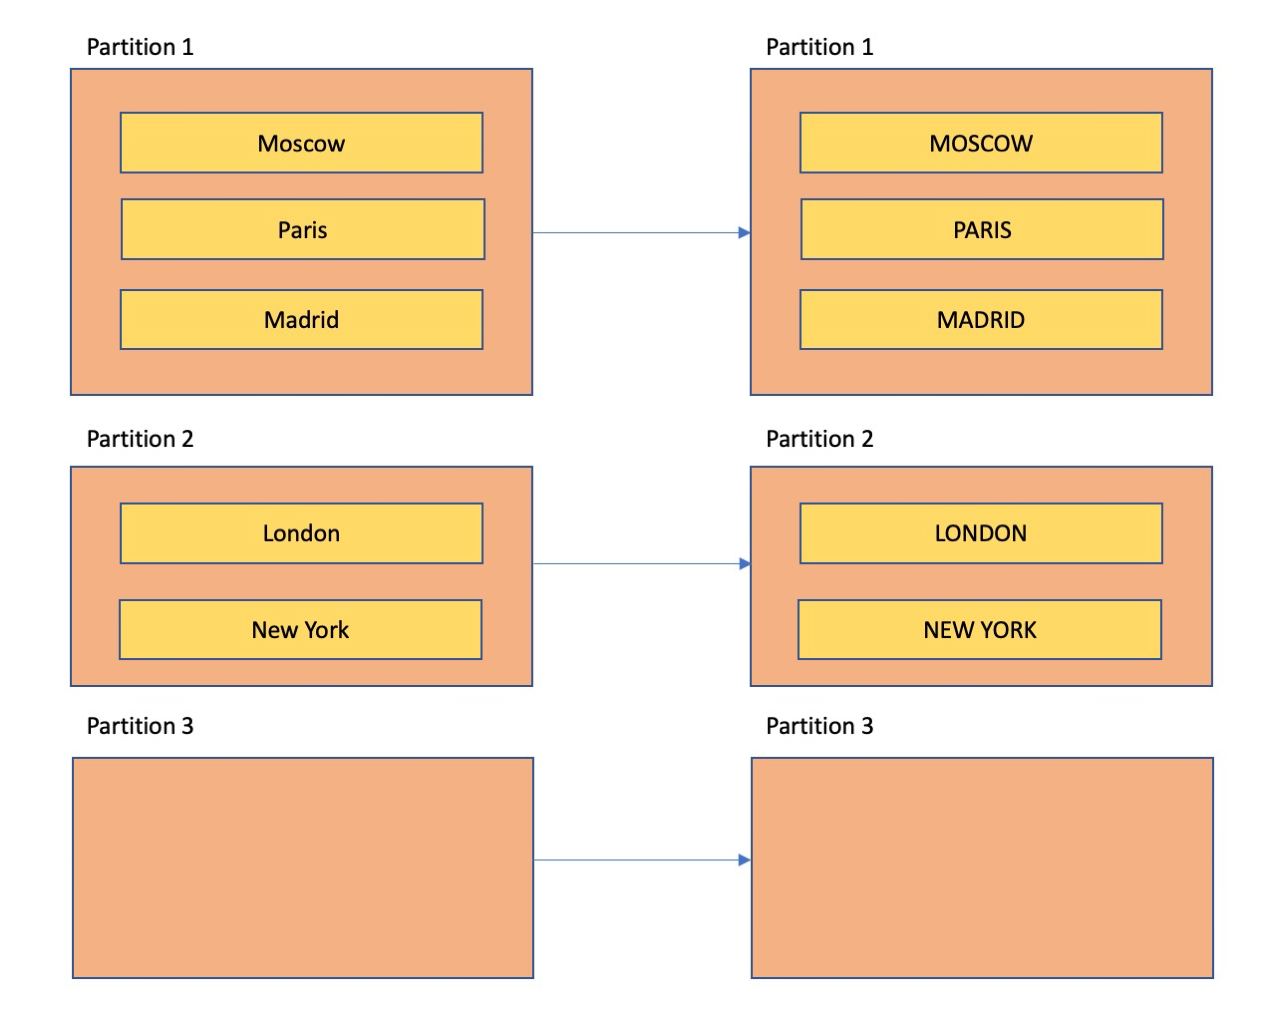 Partition 1
Moscow
Paris
Madrid
Partition 2
London
New York
Partition 3
Partition 1
MOSCOW
PARIS
MADRID
Partition 2
LONDON
NEW YORK
Partition 3